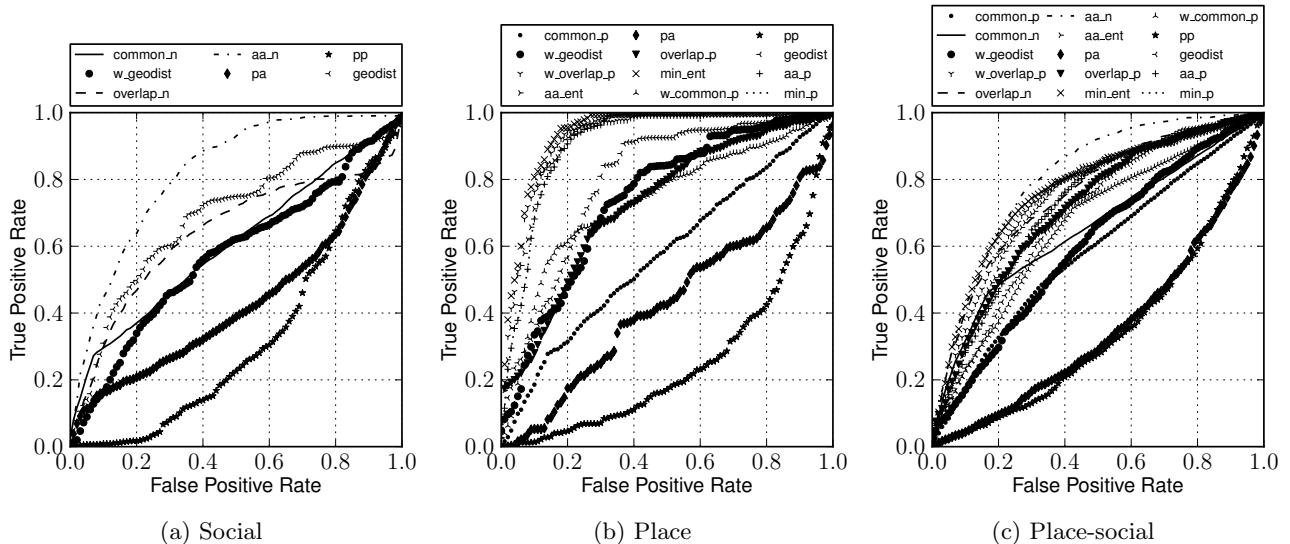 common_n aa_n pp
w_geodist pa geodist
overlap_n
1.0
0.8
0.6
0.4
0.2
0.0
0.0 0.2 0.4 0.6 0.8 1.0
True Positive Rate
False Positive Rate
(a) Social
common_p pa pp
w_geodist overlap_p geodist
w_overlap_p min_ent aa_p
aa_ent w_common_p min_p
1.0
0.8
0.6
0.4
0.2
0.0
0.0 0.2 0.4 0.6 0.8 1.0
True Positive Rate
False Positive Rate
(b) Place
common_p aa_n w_common_p
common_n aa_ent pp
w_geodist pa geodist
w_overlap_p overlap_p aa_p
overlap_n min_ent min_p
1.0
0.8
0.6
0.4
0.2
0.0
0.0 0.2 0.4 0.6 0.8 1.0
True Positive Rate
False Positive Rate
(c) Place-social